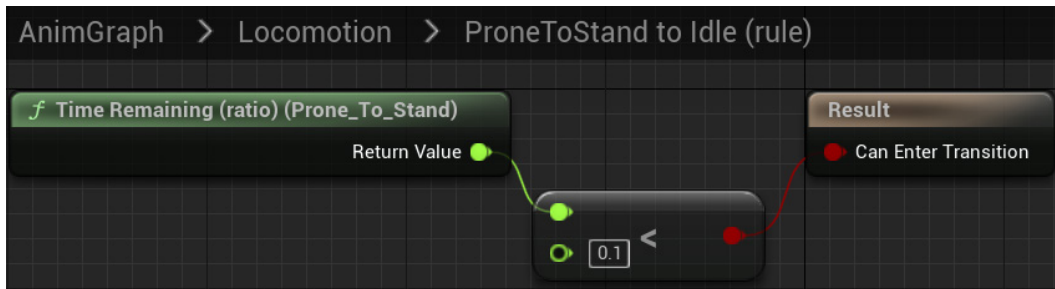 AnimGraph > Locomotion > ProneToStand to Idle (rule)
f Time Remaining (ratio) (Prone_To_Stand)
Result
Return Value
Can Enter Transition
<
0.1